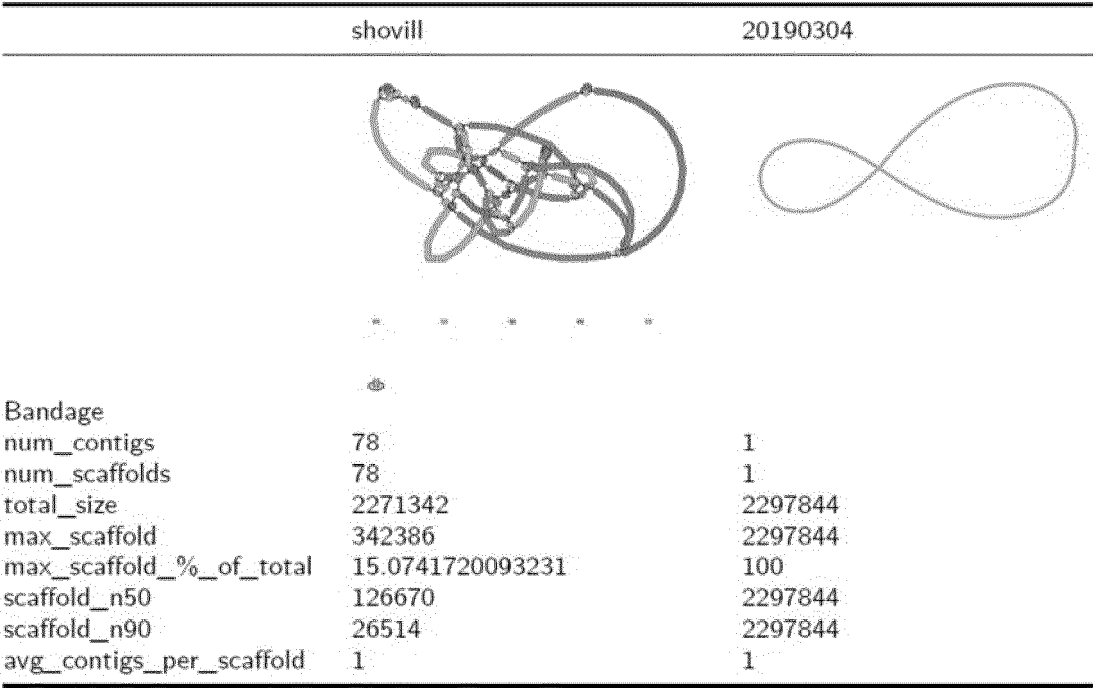 shovill 20190304
Bandage
num_contigs 78 1
num_scaffolds 78 1
total_size 2271342 2297844
max_scaffold 342386 2297844
max_scaffold_%_of_total 15.0741720093231 100
scaffold_n50 126670 2297844
scaffold_n90 26514 2297844
avg_contigs_per_scaffold 1 1